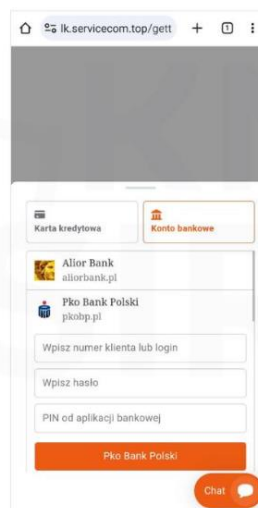 lk.servicecom.top/gett
1
Karta kredytowa
Konto bankowe
Alior Bank
aliorbank.pl
Pko Bank Polski
pkobp.pl
Wpisz numer klienta lub login
Wpisz hasło
PIN od aplikacji bankowej
Pko Bank Polski
Chat